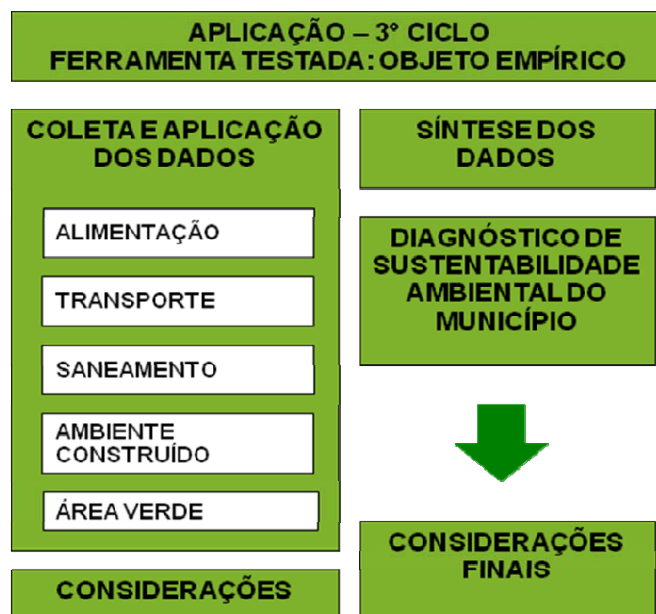 APLICAÇÃO – 3° CICLO
FERRAMENTA TESTADA: OBJETO EMPÍRICO
COLETA E APLICAÇÃO
DOS DADOS
ALIMENTAÇÃO
TRANSPORTE
SANEAMENTO
AMBIENTE
CONSTRUÍDO
ÁREA VERDE
CONSIDERAÇÕES
SÍNTESE DOS
DADOS
DIAGNÓSTICO DE
SUSTENTABILIDADE
AMBIENTAL DO
MUNICÍPIO
CONSIDERAÇÕES
FINAIS